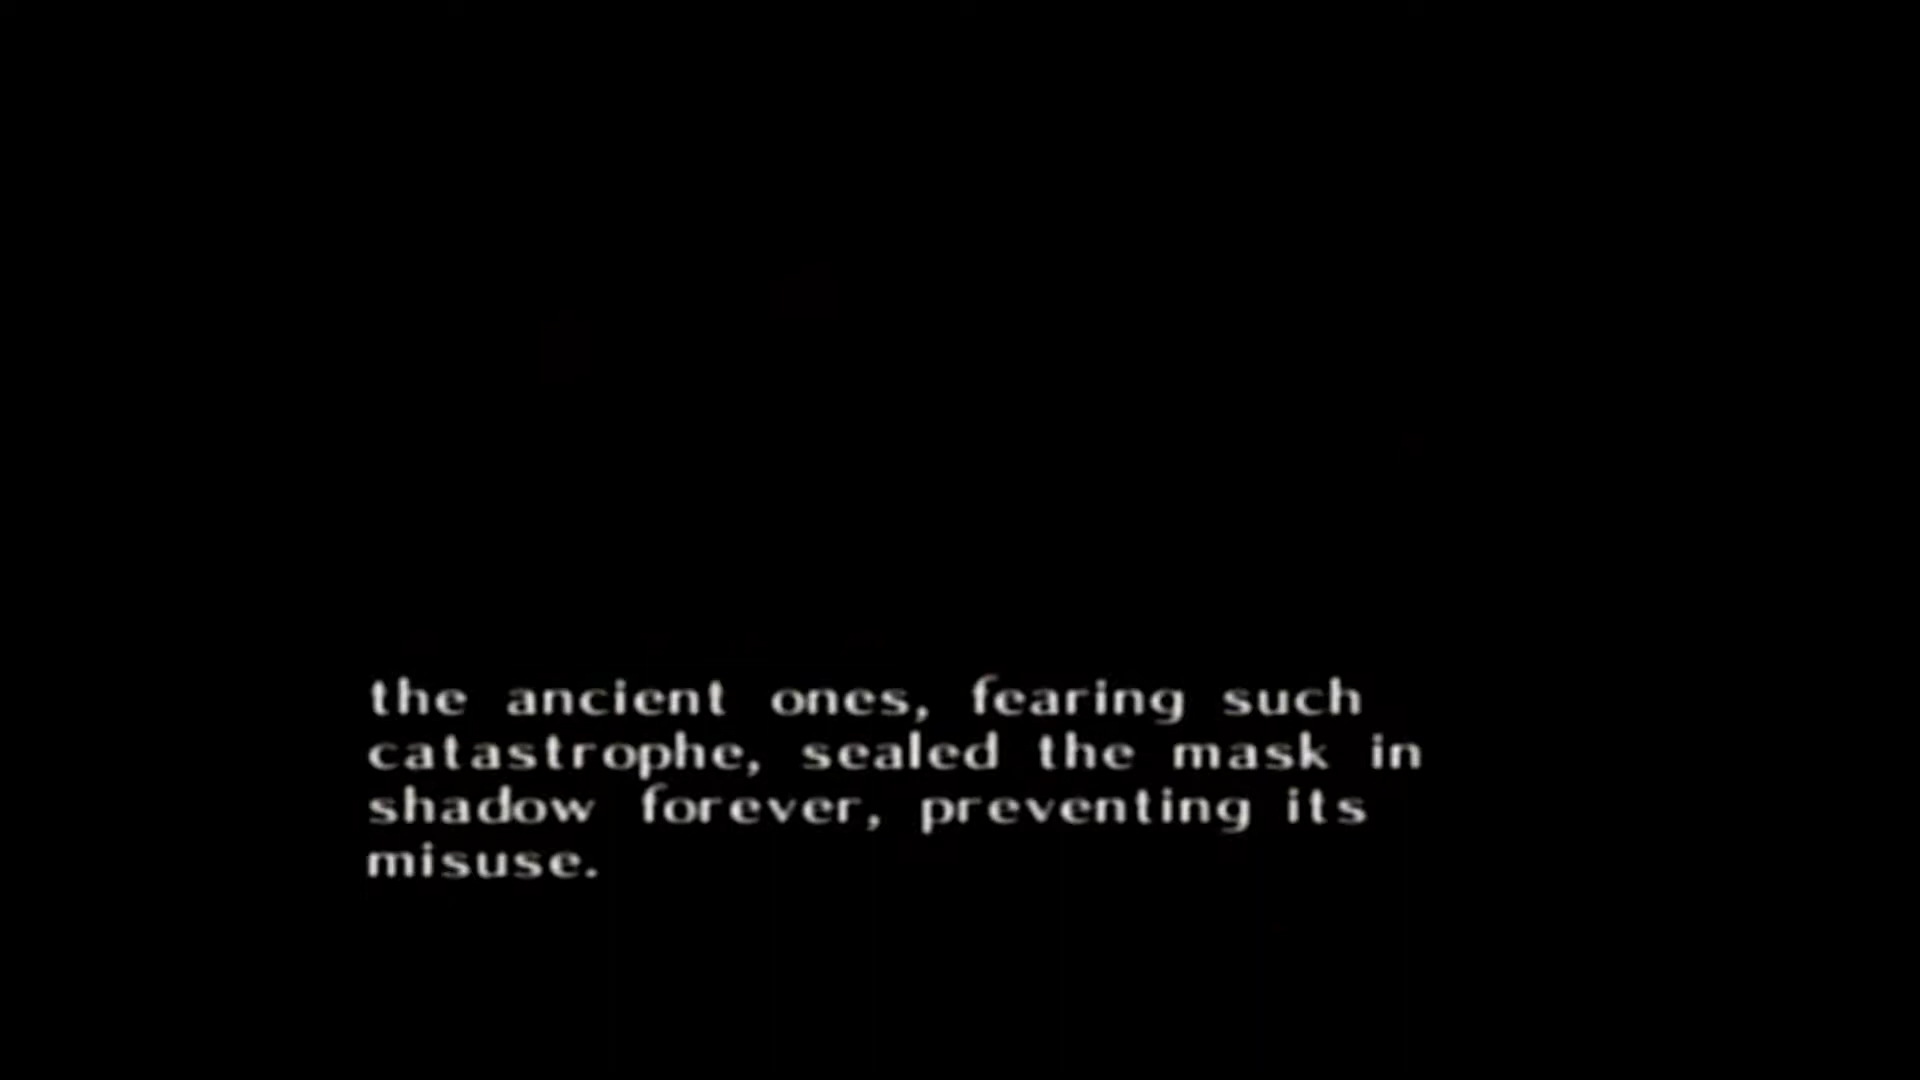 the ancient ones, fearing such
catastrophe, sealed the mask in
shadow forever, preventing its
misuse.